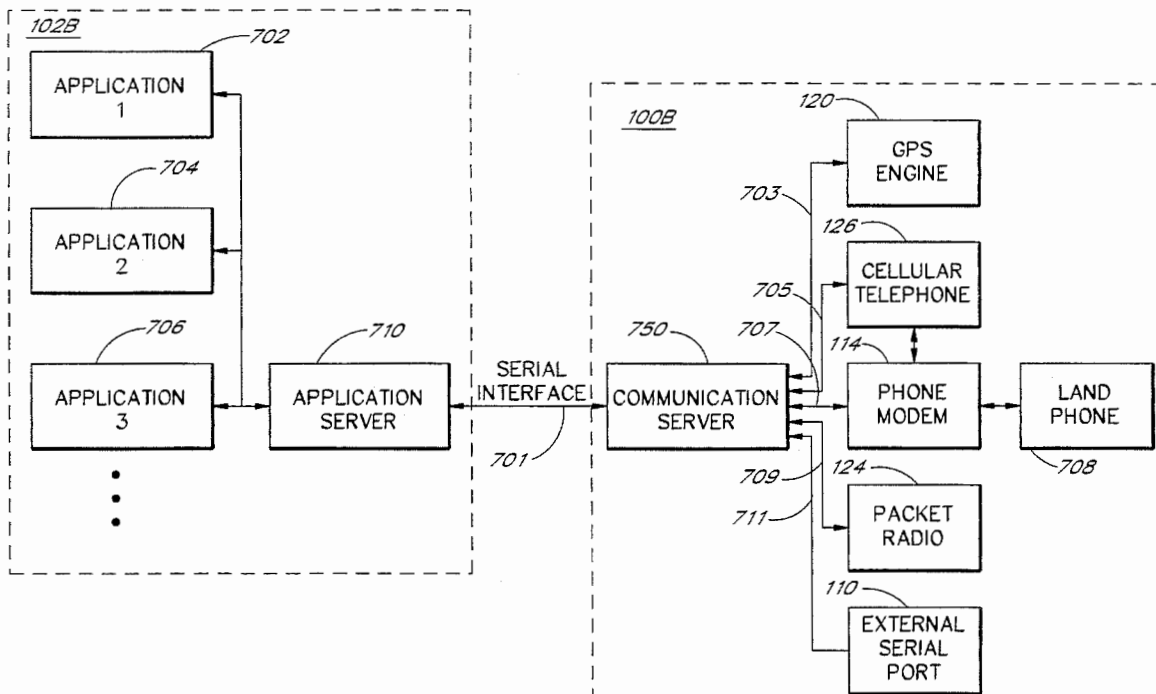 102B
702
APPLICATION
1
704
APPLICATION
2
706
APPLICATION
3
710
APPLICATION
SERVER
SERIAL
INTERFACE
701
100B
120
GPS
ENGINE
703
126
CELLULAR
TELEPHONE
705
707
750
COMMUNICATION
SERVER
114
PHONE
MODEM
LAND
PHONE
708
709
711
124
PACKET
RADIO
110
EXTERNAL
SERIAL
PORT